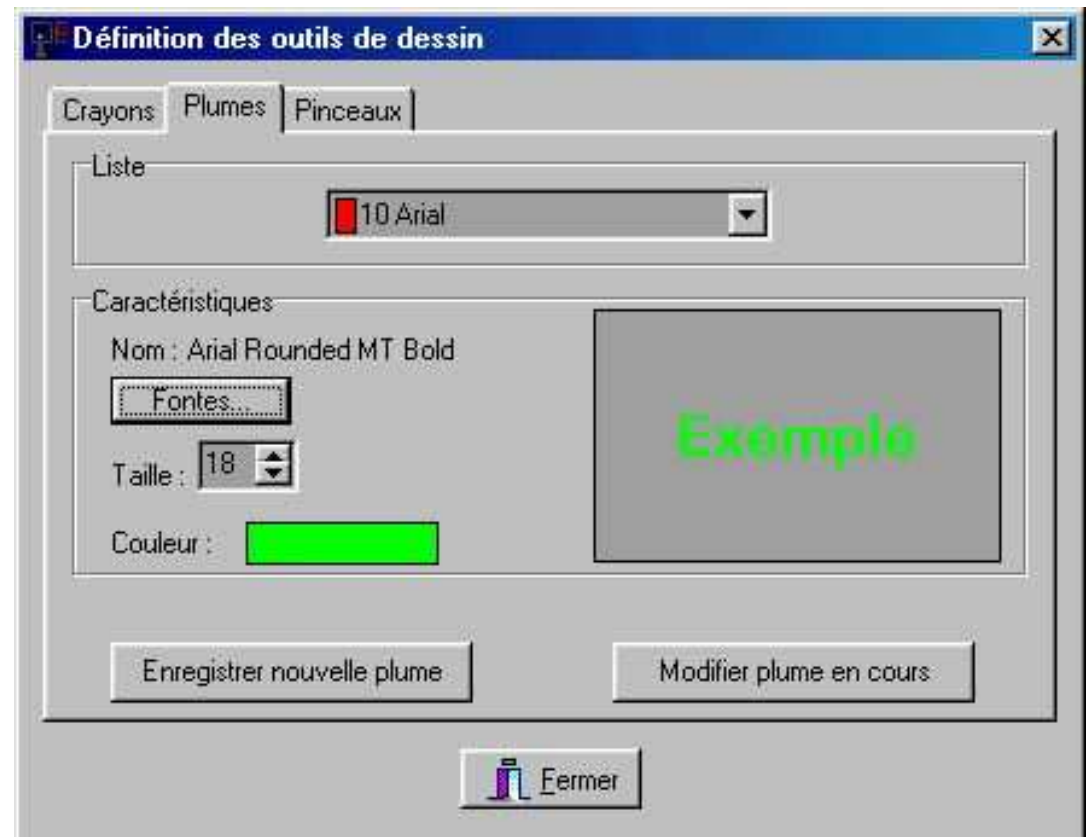 Définition des outils de dessin
Crayons Plumes Pinceaux
Liste
10 Arial
Caractéristiques
Nom : Arial Rounded MT Bold
Fontes...
Taille : 18
Couleur :
Exemple
Enregistrer nouvelle plume Modifier plume en cours
Fermer